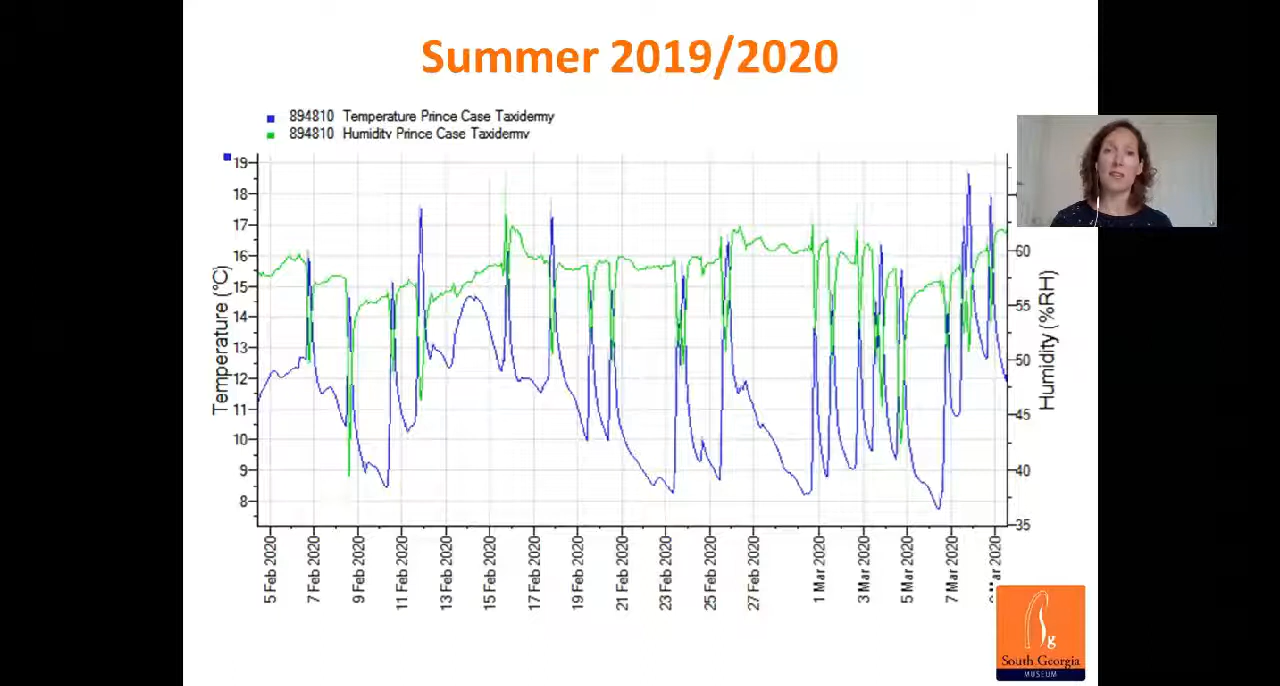 Summer 2019/2020
894810 Temperature Prince Case Taxidermy
894810 Humidity Prince Case Taxidermy
19
18
17
16
15
14
13
12
11
10
9
8
Temperature (°C)
60
55
50
45
40
35
Humidity (%RH)
5 Feb 2020
7 Feb 2020
9 Feb 2020
11 Feb 2020
13 Feb 2020
15 Feb 2020
17 Feb 2020
19 Feb 2020
21 Feb 2020
23 Feb 2020
25 Feb 2020
27 Feb 2020
1 Mar 2020
3 Mar 2020
5 Mar 2020
7 Mar 2020
Mar 2020
g
South Georgia
MUSEUM